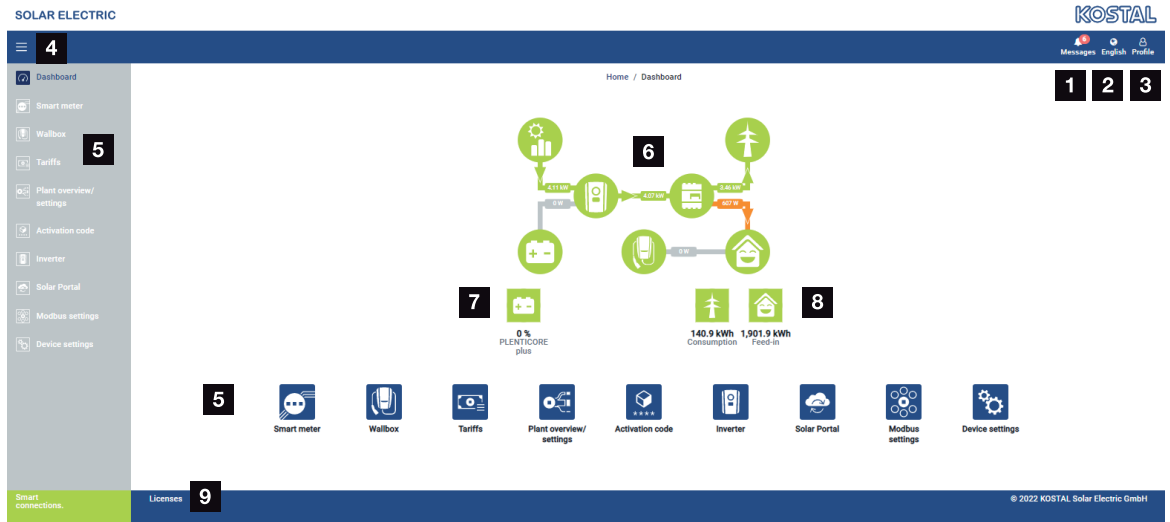 SOLAR ELECTRIC
KOSTAL
4
6
Messages English Profile
1 2 3
Dashboard
Smart meter
Wallbox
Tariffs
Plant overview/
settings
Activation code
Inverter
Solar Portal
Modbus settings
Device settings
5
Home / Dashboard
6
4.11 kW
0 W
4.07 kW
3.46 kW
607 W
0 W
7
0 %
PLENTICORE
plus
140.9 kWh
Consumption
1,901.9 kWh
Feed-in
8
5
Smart meter
Wallbox
Tariffs
Plant overview/
settings
Activation code
Inverter
Solar Portal
Modbus
settings
Device settings
Smart
connections.
Licenses
9
© 2022 KOSTAL Solar Electric GmbH